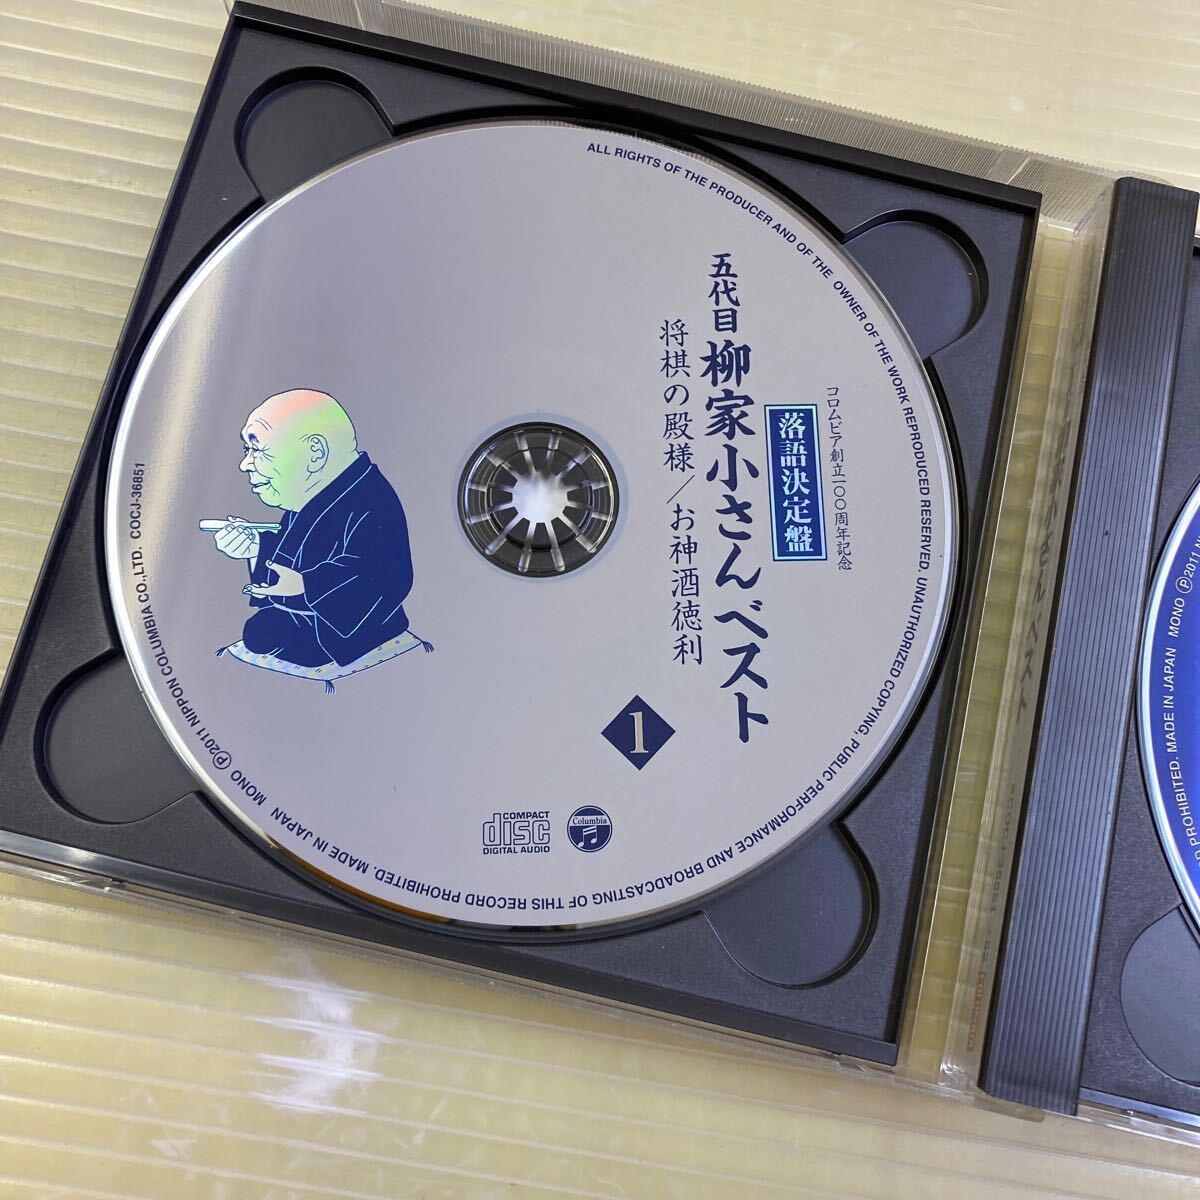 コロムビア創立一〇〇周年記念
落語決定盤
五代目 柳家小さんベスト
将棋の殿様／お神酒徳利
1
COMPACT
disc
DIGITAL AUDIO
Columbia
ALL RIGHTS OF THE PRODUCER AND OF THE OWNER OF THE WORK REPRODUCED RESERVED. UNAUTHORIZED COPYING, PUBLIC PERFORMANCE AND BROADCASTING OF THIS RECORD PROHIBITED. MADE IN JAPAN MONO Ⓟ2011 NIPPON COLUMBIA CO.,LTD. COCJ-36851
PROHIBITED. MADE IN JAPAN MONO Ⓟ2011